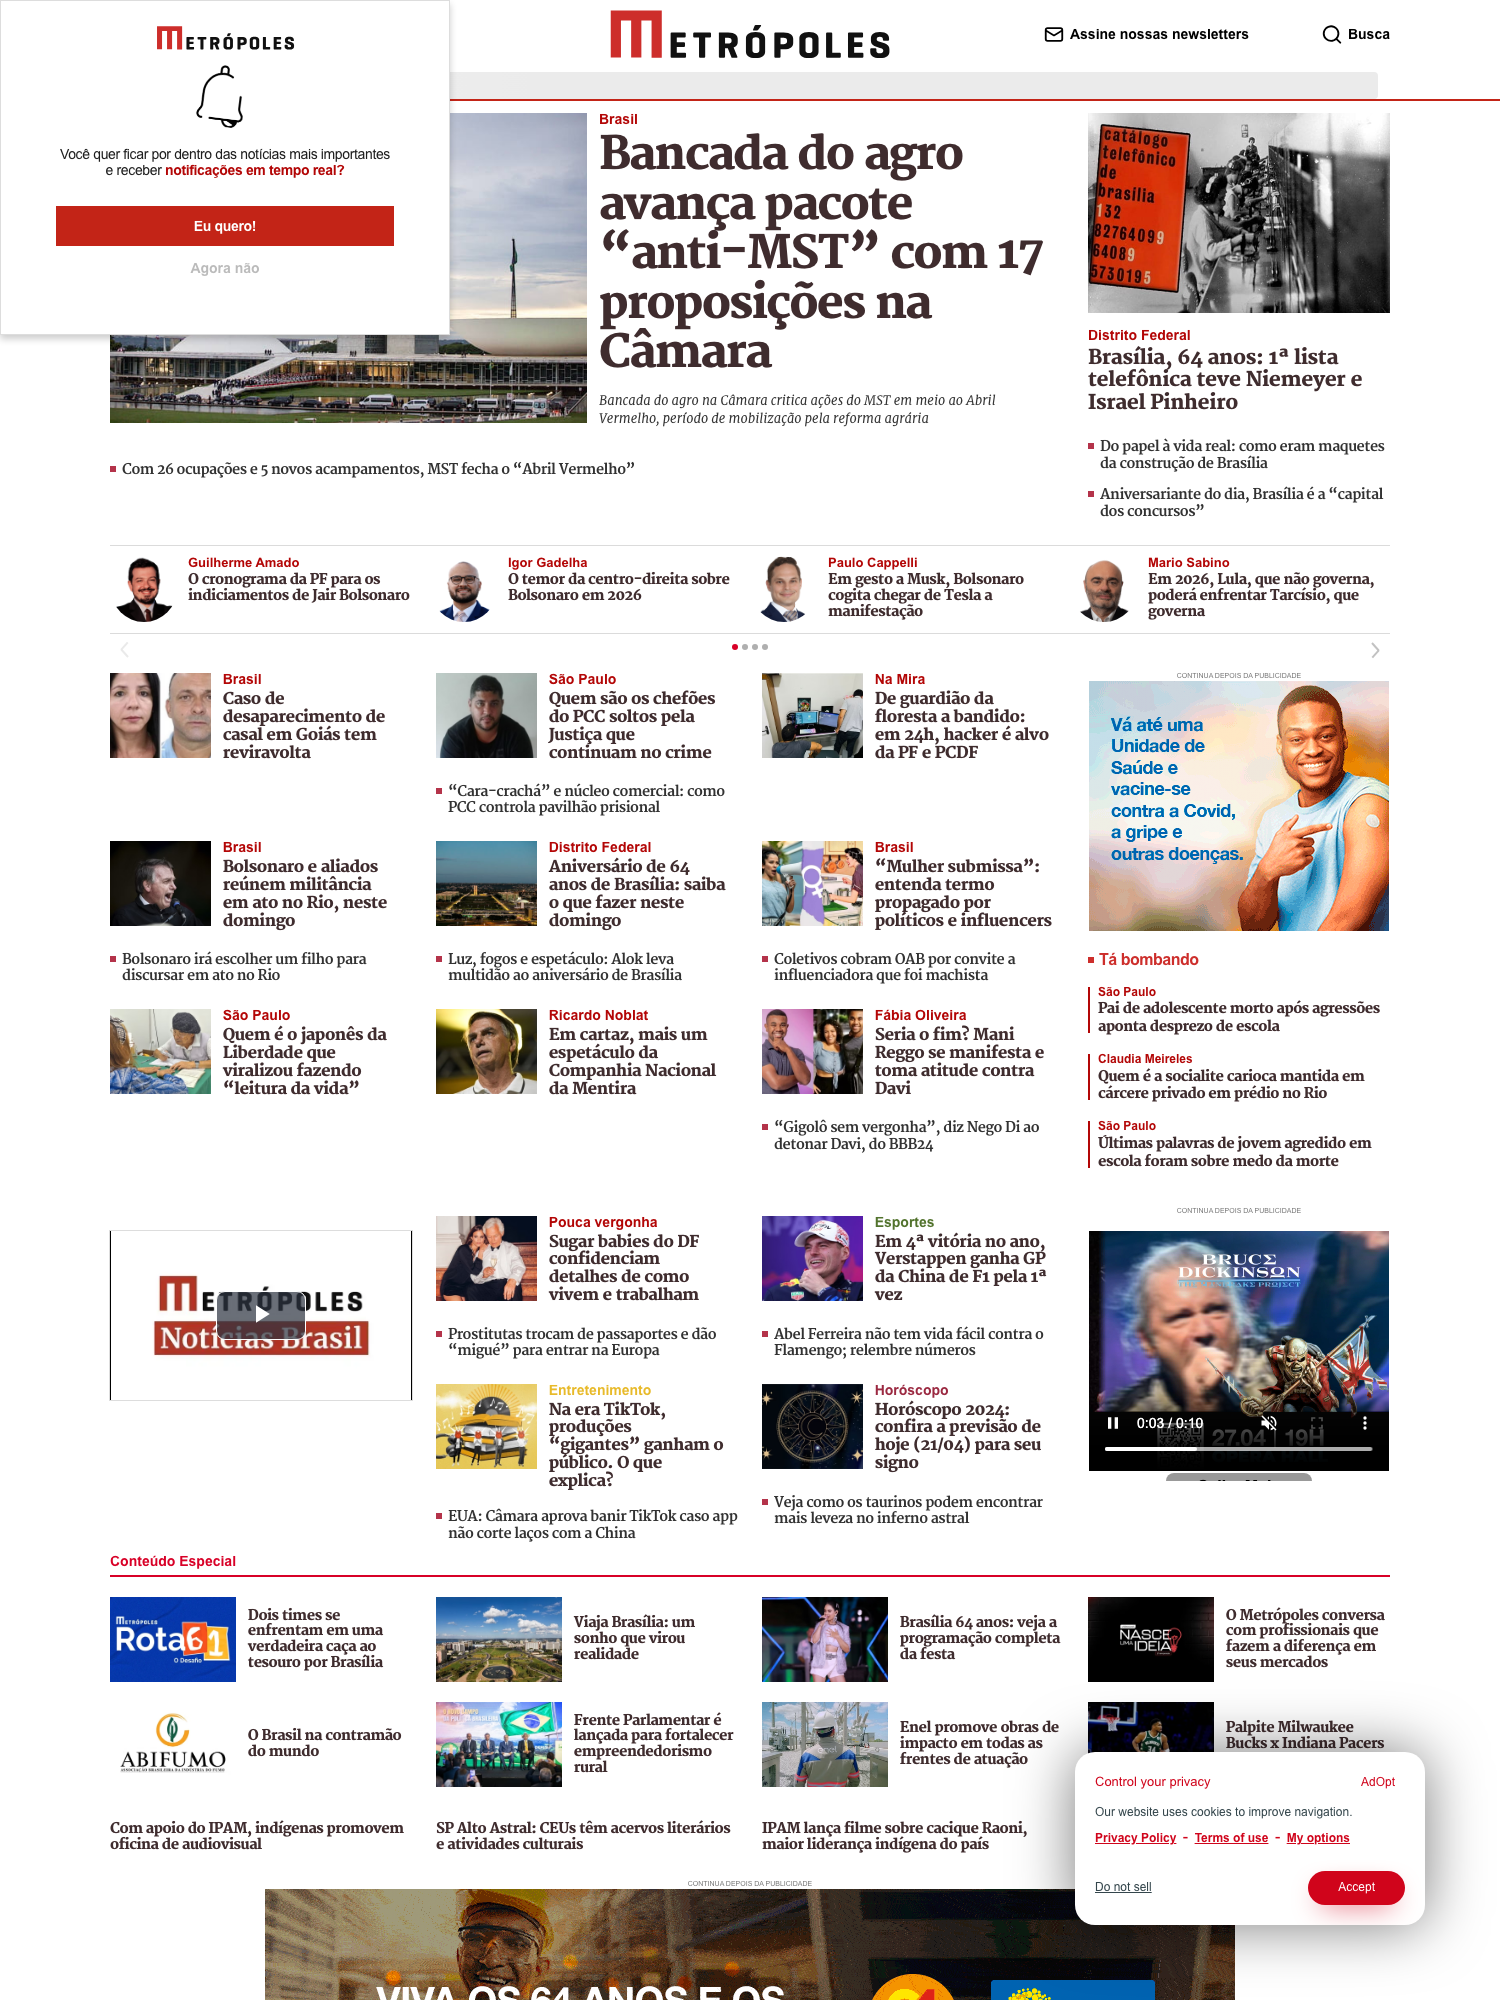 METRÓPOLES
Você quer ficar por dentro das notícias mais importantes
e receber notificações em tempo real?
Eu quero!
Agora não
METRÓPOLES
Assine nossas newsletters
Busca
Brasil
Bancada do agro
avança pacote
“anti-MST” com 17
proposições na
Câmara
Bancada do agro na Câmara critica ações do MST em meio ao Abril
Vermelho, período de mobilização pela reforma agrária
Com 26 ocupações e 5 novos acampamentos, MST fecha o “Abril Vermelho”
catálogo
telefônico
de
brasília
132
82764099
64089
5730195
Distrito Federal
Brasília, 64 anos: 1ª lista
telefônica teve Niemeyer e
Israel Pinheiro
Do papel à vida real: como eram maquetes
da construção de Brasília
Aniversariante do dia, Brasília é a “capital
dos concursos”
Guilherme Amado
O cronograma da PF para os
indiciamentos de Jair Bolsonaro
Igor Gadelha
O temor da centro-direita sobre
Bolsonaro em 2026
Paulo Cappelli
Em gesto a Musk, Bolsonaro
cogita chegar de Tesla a
manifestação
Mario Sabino
Em 2026, Lula, que não governa,
poderá enfrentar Tarcísio, que
governa
Brasil
Caso de
desaparecimento de
casal em Goiás tem
reviravolta
São Paulo
Quem são os chefões
do PCC soltos pela
Justiça que
continuam no crime
“Cara-crachá” e núcleo comercial: como
PCC controla pavilhão prisional
Na Mira
De guardião da
floresta a bandido:
em 24h, hacker é alvo
da PF e PCDF
CONTINUA DEPOIS DA PUBLICIDADE
Vá até uma
Unidade de
Saúde e
vacine-se
contra a Covid,
a gripe e
outras doenças.
Brasil
Bolsonaro e aliados
reúnem militância
em ato no Rio, neste
domingo
Bolsonaro irá escolher um filho para
discursar em ato no Rio
Distrito Federal
Aniversário de 64
anos de Brasília: saiba
o que fazer neste
domingo
Luz, fogos e espetáculo: Alok leva
multidão ao aniversário de Brasília
Brasil
“Mulher submissa”:
entenda termo
propagado por
políticos e influencers
Coletivos cobram OAB por convite a
influenciadora que foi machista
Tá bombando
São Paulo
Pai de adolescente morto após agressões
aponta desprezo de escola
Claudia Meireles
Quem é a socialite carioca mantida em
cárcere privado em prédio no Rio
São Paulo
Últimas palavras de jovem agredido em
escola foram sobre medo da morte
São Paulo
Quem é o japonês da
Liberdade que
viralizou fazendo
“leitura da vida”
Ricardo Noblat
Em cartaz, mais um
espetáculo da
Companhia Nacional
da Mentira
Fábia Oliveira
Seria o fim? Mani
Reggo se manifesta e
toma atitude contra
Davi
“Gigolô sem vergonha”, diz Nego Di ao
detonar Davi, do BBB24
METRÓPOLES
Notícias Brasil
Pouca vergonha
Sugar babies do DF
confidenciam
detalhes de como
vivem e trabalham
Prostitutas trocam de passaportes e dão
“migué” para entrar na Europa
Esportes
Em 4ª vitória no ano,
Verstappen ganha GP
da China de F1 pela 1ª
vez
Abel Ferreira não tem vida fácil contra o
Flamengo; relembre números
CONTINUA DEPOIS DA PUBLICIDADE
BRUCE
DICKINSON
0:03 / 0:10
27.04 19H
OPERA HALL
Entretenimento
Na era TikTok,
produções
“gigantes” ganham o
público. O que
explica?
EUA: Câmara aprova banir TikTok caso app
não corte laços com a China
Horóscopo
Horóscopo 2024:
confira a previsão de
hoje (21/04) para seu
signo
Veja como os taurinos podem encontrar
mais leveza no inferno astral
Conteúdo Especial
METRÓPOLES
Rota61
O Desafio
Dois times se
enfrentam em uma
verdadeira caça ao
tesouro por Brasília
Viaja Brasília: um
sonho que virou
realidade
Brasília 64 anos: veja a
programação completa
da festa
NASCE
UMA IDEIA
O Metrópoles conversa
com profissionais que
fazem a diferença em
seus mercados
ABIFUMO
ASSOCIAÇÃO BRASILEIRA DA INDÚSTRIA DO FUMO
O Brasil na contramão
do mundo
Frente Parlamentar é
lançada para fortalecer
empreendedorismo
rural
Enel promove obras de
impacto em todas as
frentes de atuação
Palpite Milwaukee
Bucks x Indiana Pacers
Com apoio do IPAM, indígenas promovem
oficina de audiovisual
SP Alto Astral: CEUs têm acervos literários
e atividades culturais
IPAM lança filme sobre cacique Raoni,
maior liderança indígena do país
Control your privacy
AdOpt
Our website uses cookies to improve navigation.
Privacy Policy - Terms of use - My options
Do not sell
Accept
CONTINUA DEPOIS DA PUBLICIDADE
VIVA OS 64 ANOS E OS